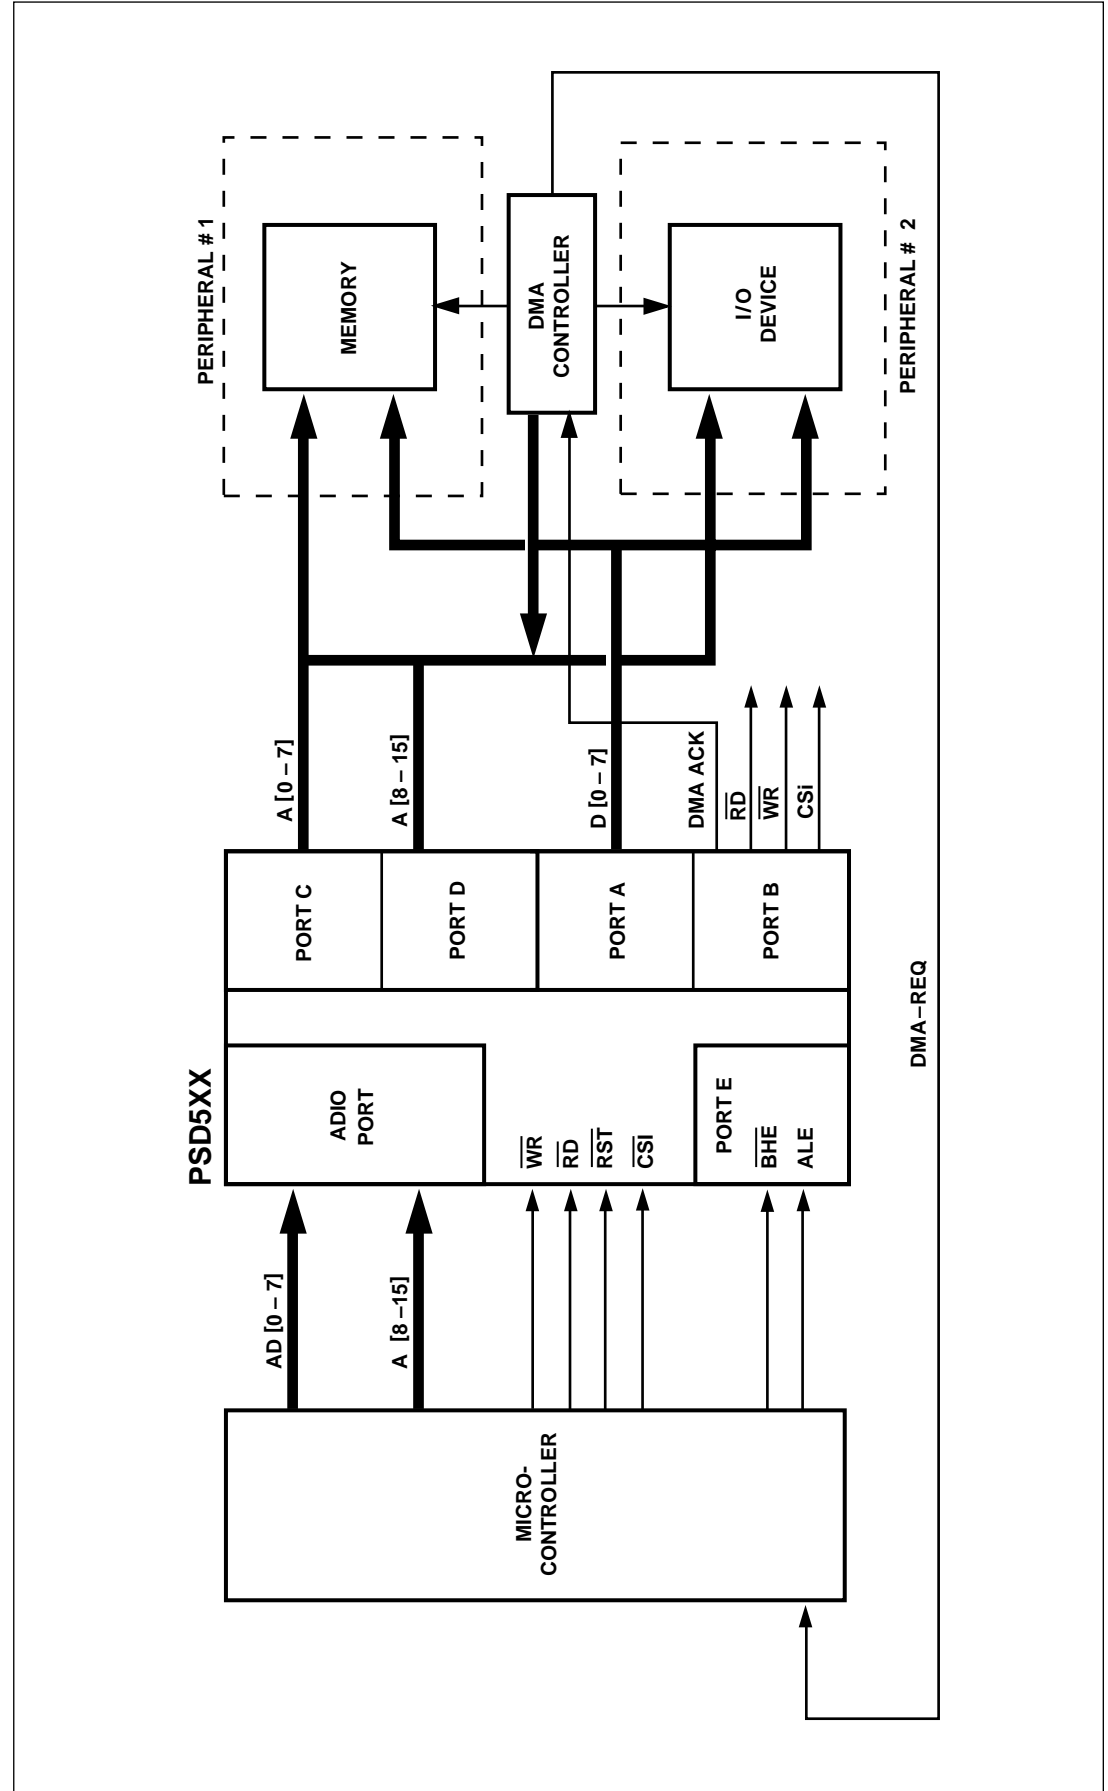 PSD5XX
MICRO-
CONTROLLER
AD [0 – 7]
A [8 –15]
ADIO
PORT
WR
RD
RST
CSI
PORT E
BHE
ALE
PORT C
PORT D
PORT A
PORT B
A [0 – 7]
A [8 – 15]
D [0 – 7]
DMA ACK
RD
WR
CSi
PERIPHERAL # 1
MEMORY
DMA
CONTROLLER
I/O
DEVICE
PERIPHERAL # 2
DMA–REQ